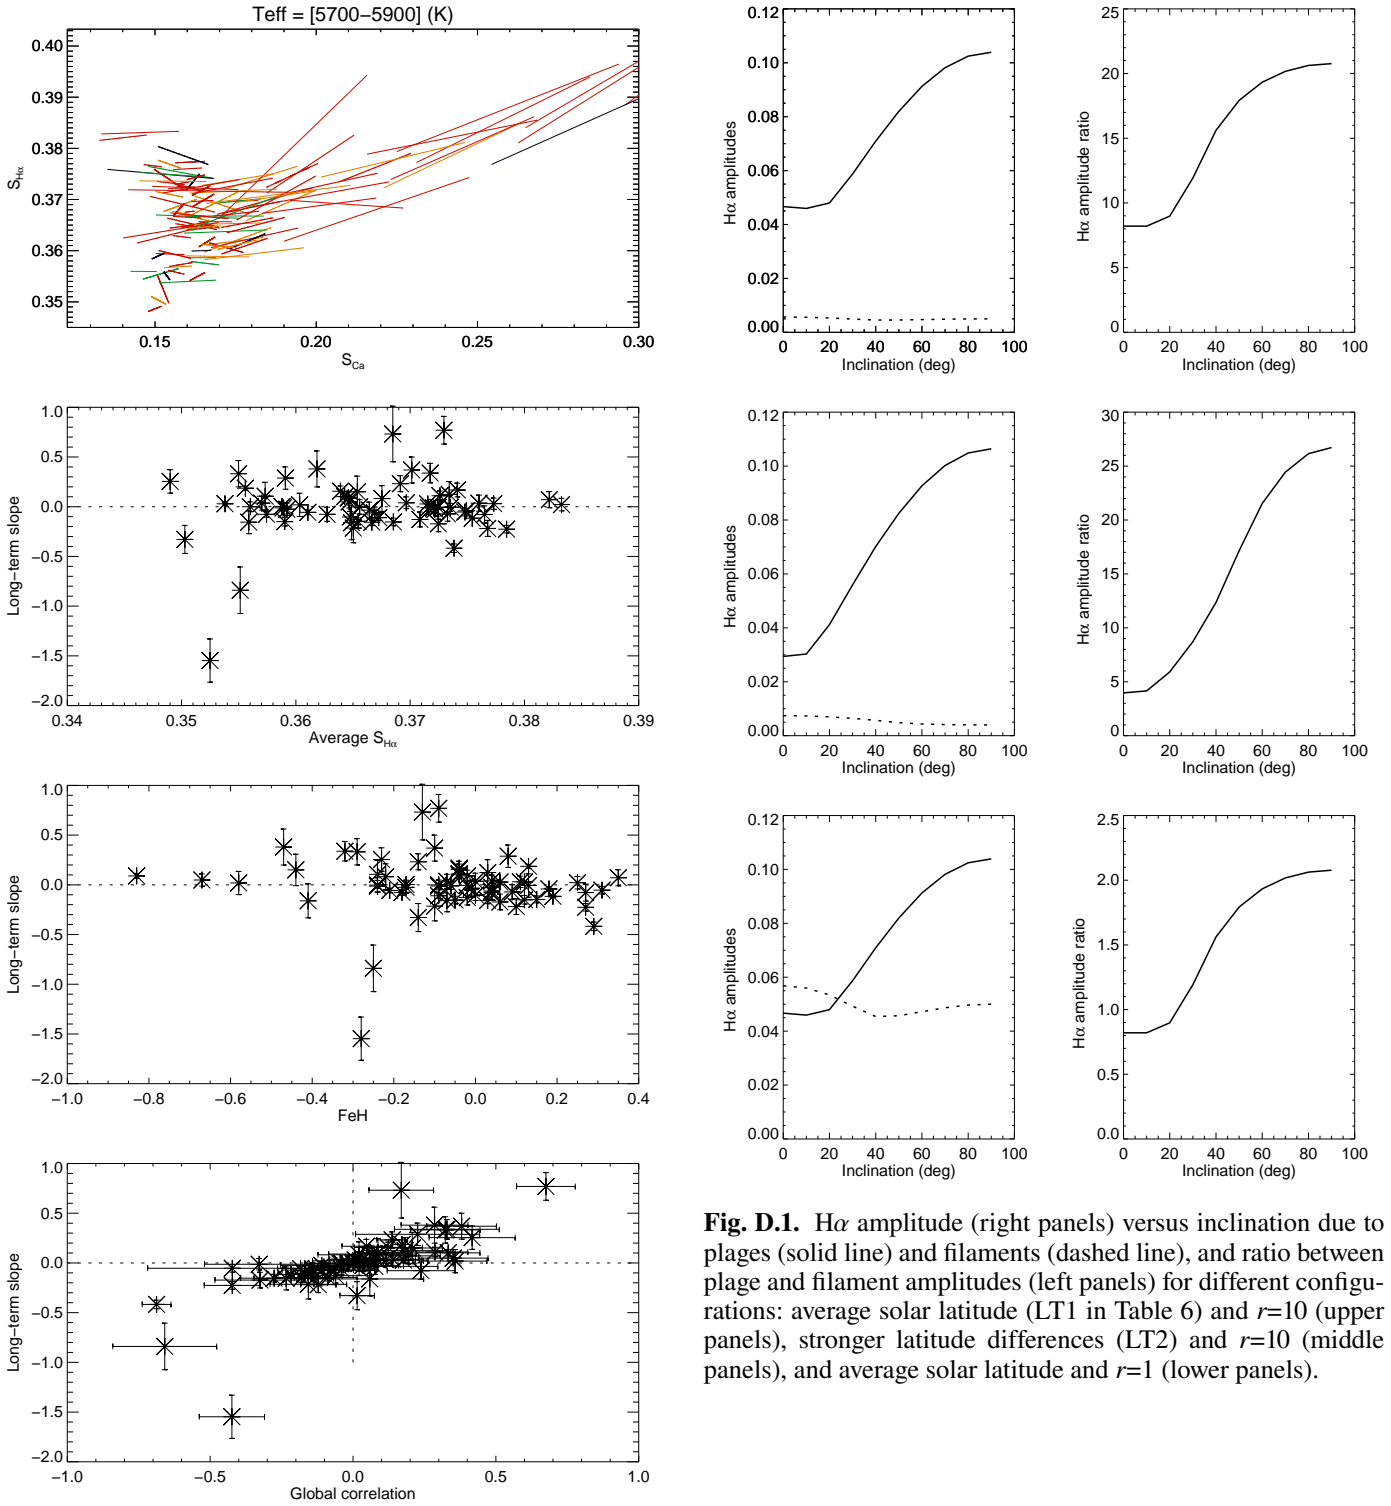 Teff = [5700−5900] (K)
0.40
0.39
0.38
0.37
0.36
0.35
SHα
0.15 0.20 0.25 0.30
SCa
1.0
0.5
0.0
−0.5
−1.0
−1.5
−2.0
Long−term slope
0.34 0.35 0.36 0.37 0.38 0.39
Average SHα
1.0
0.5
0.0
−0.5
−1.0
−1.5
−2.0
Long−term slope
−1.0 −0.8 −0.6 −0.4 −0.2 0.0 0.2 0.4
FeH
1.0
0.5
0.0
−0.5
−1.0
−1.5
−2.0
Long−term slope
−1.0 −0.5 0.0 0.5 1.0
Global correlation
0.12
0.10
0.08
0.06
0.04
0.02
0.00
Hα amplitudes
0 20 40 60 80 100
Inclination (deg)
25
20
15
10
5
0
Hα amplitude ratio
0 20 40 60 80 100
Inclination (deg)
0.12
0.10
0.08
0.06
0.04
0.02
0.00
Hα amplitudes
0 20 40 60 80 100
Inclination (deg)
30
25
20
15
10
5
0
Hα amplitude ratio
0 20 40 60 80 100
Inclination (deg)
0.12
0.10
0.08
0.06
0.04
0.02
0.00
Hα amplitudes
0 20 40 60 80 100
Inclination (deg)
2.5
2.0
1.5
1.0
0.5
0.0
Hα amplitude ratio
0 20 40 60 80 100
Inclination (deg)
Fig. D.1. Hα amplitude (right panels) versus inclination due to
plages (solid line) and filaments (dashed line), and ratio between
plage and filament amplitudes (left panels) for different configu-
rations: average solar latitude (LT1 in Table 6) and r=10 (upper
panels), stronger latitude differences (LT2) and r=10 (middle
panels), and average solar latitude and r=1 (lower panels).